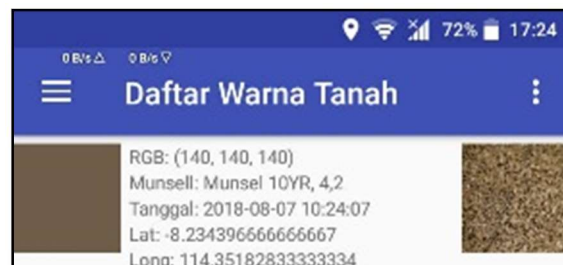 72% 17:24
0 B/s △ 0 B/s ▽
Daftar Warna Tanah
RGB: (140, 140, 140)
Munsell: Munsel 10YR, 4,2
Tanggal: 2018-08-07 10:24:07
Lat: -8.234396666666667
Long: 114.35182833333334